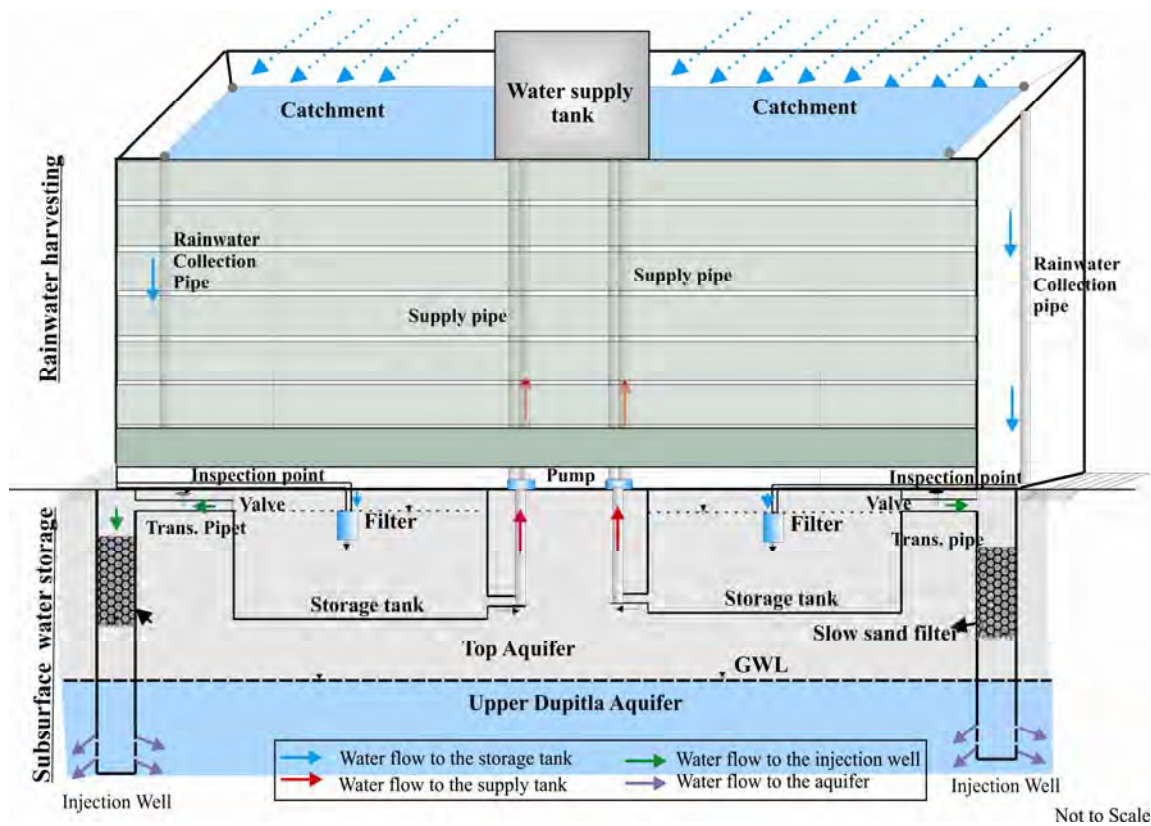 Catchment
Water supply
tank
Catchment
Rainwater harvesting
Rainwater
Collection
Pipe
Supply pipe
Supply pipe
Rainwater
Collection
pipe
Inspection point
Pump
Inspection point
Valve
Trans. Pipet
Filter
Filter
Valve
Trans. pipe
Subsurface water storage
Storage tank
Storage tank
Slow sand filter
Top Aquifer
GWL
Upper Dupitla Aquifer
Water flow to the storage tank
Water flow to the injection well
Water flow to the supply tank
Water flow to the aquifer
Injection Well
Injection Well
Not to Scale